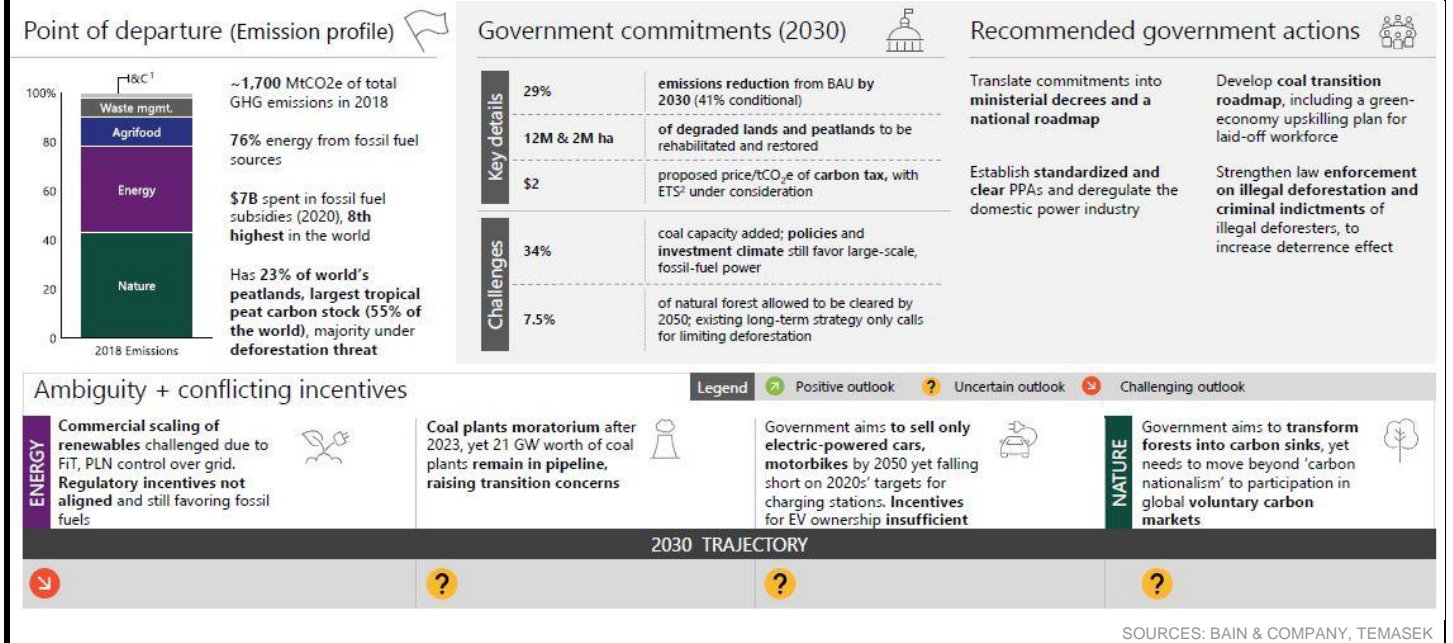 Point of departure (Emission profile)
I&C¹
100%
80
60
40
20
0
Waste mgmt.
Agrifood
Energy
Nature
2018 Emissions
~1,700 MtCO2e of total
GHG emissions in 2018
76% energy from fossil fuel
sources
$7B spent in fossil fuel
subsidies (2020), 8th
highest in the world
Has 23% of world's
peatlands, largest tropical
peat carbon stock (55% of
the world), majority under
deforestation threat
Government commitments (2030)
Key details
29%
emissions reduction from BAU by
2030 (41% conditional)
12M & 2M ha
of degraded lands and peatlands to be
rehabilitated and restored
$2
proposed price/tCO₂e of carbon tax, with
ETS² under consideration
Challenges
34%
coal capacity added; policies and
investment climate still favor large-scale,
fossil-fuel power
7.5%
of natural forest allowed to be cleared by
2050; existing long-term strategy only calls
for limiting deforestation
Recommended government actions
Translate commitments into
ministerial decrees and a
national roadmap
Establish standardized and
clear PPAs and deregulate the
domestic power industry
Develop coal transition
roadmap, including a green-
economy upskilling plan for
laid-off workforce
Strengthen law enforcement
on illegal deforestation and
criminal indictments of
illegal deforesters, to
increase deterrence effect
Ambiguity + conflicting incentives
Legend
Positive outlook
? Uncertain outlook
Challenging outlook
ENERGY
Commercial scaling of
renewables challenged due to
FiT, PLN control over grid.
Regulatory incentives not
aligned and still favoring fossil
fuels
Coal plants moratorium after
2023, yet 21 GW worth of coal
plants remain in pipeline,
raising transition concerns
Government aims to sell only
electric-powered cars,
motorbikes by 2050 yet falling
short on 2020s' targets for
charging stations. Incentives
for EV ownership insufficient
NATURE
Government aims to transform
forests into carbon sinks, yet
needs to move beyond 'carbon
nationalism' to participation in
global voluntary carbon
markets
2030 TRAJECTORY
?
?
?
SOURCES: BAIN & COMPANY, TEMASEK